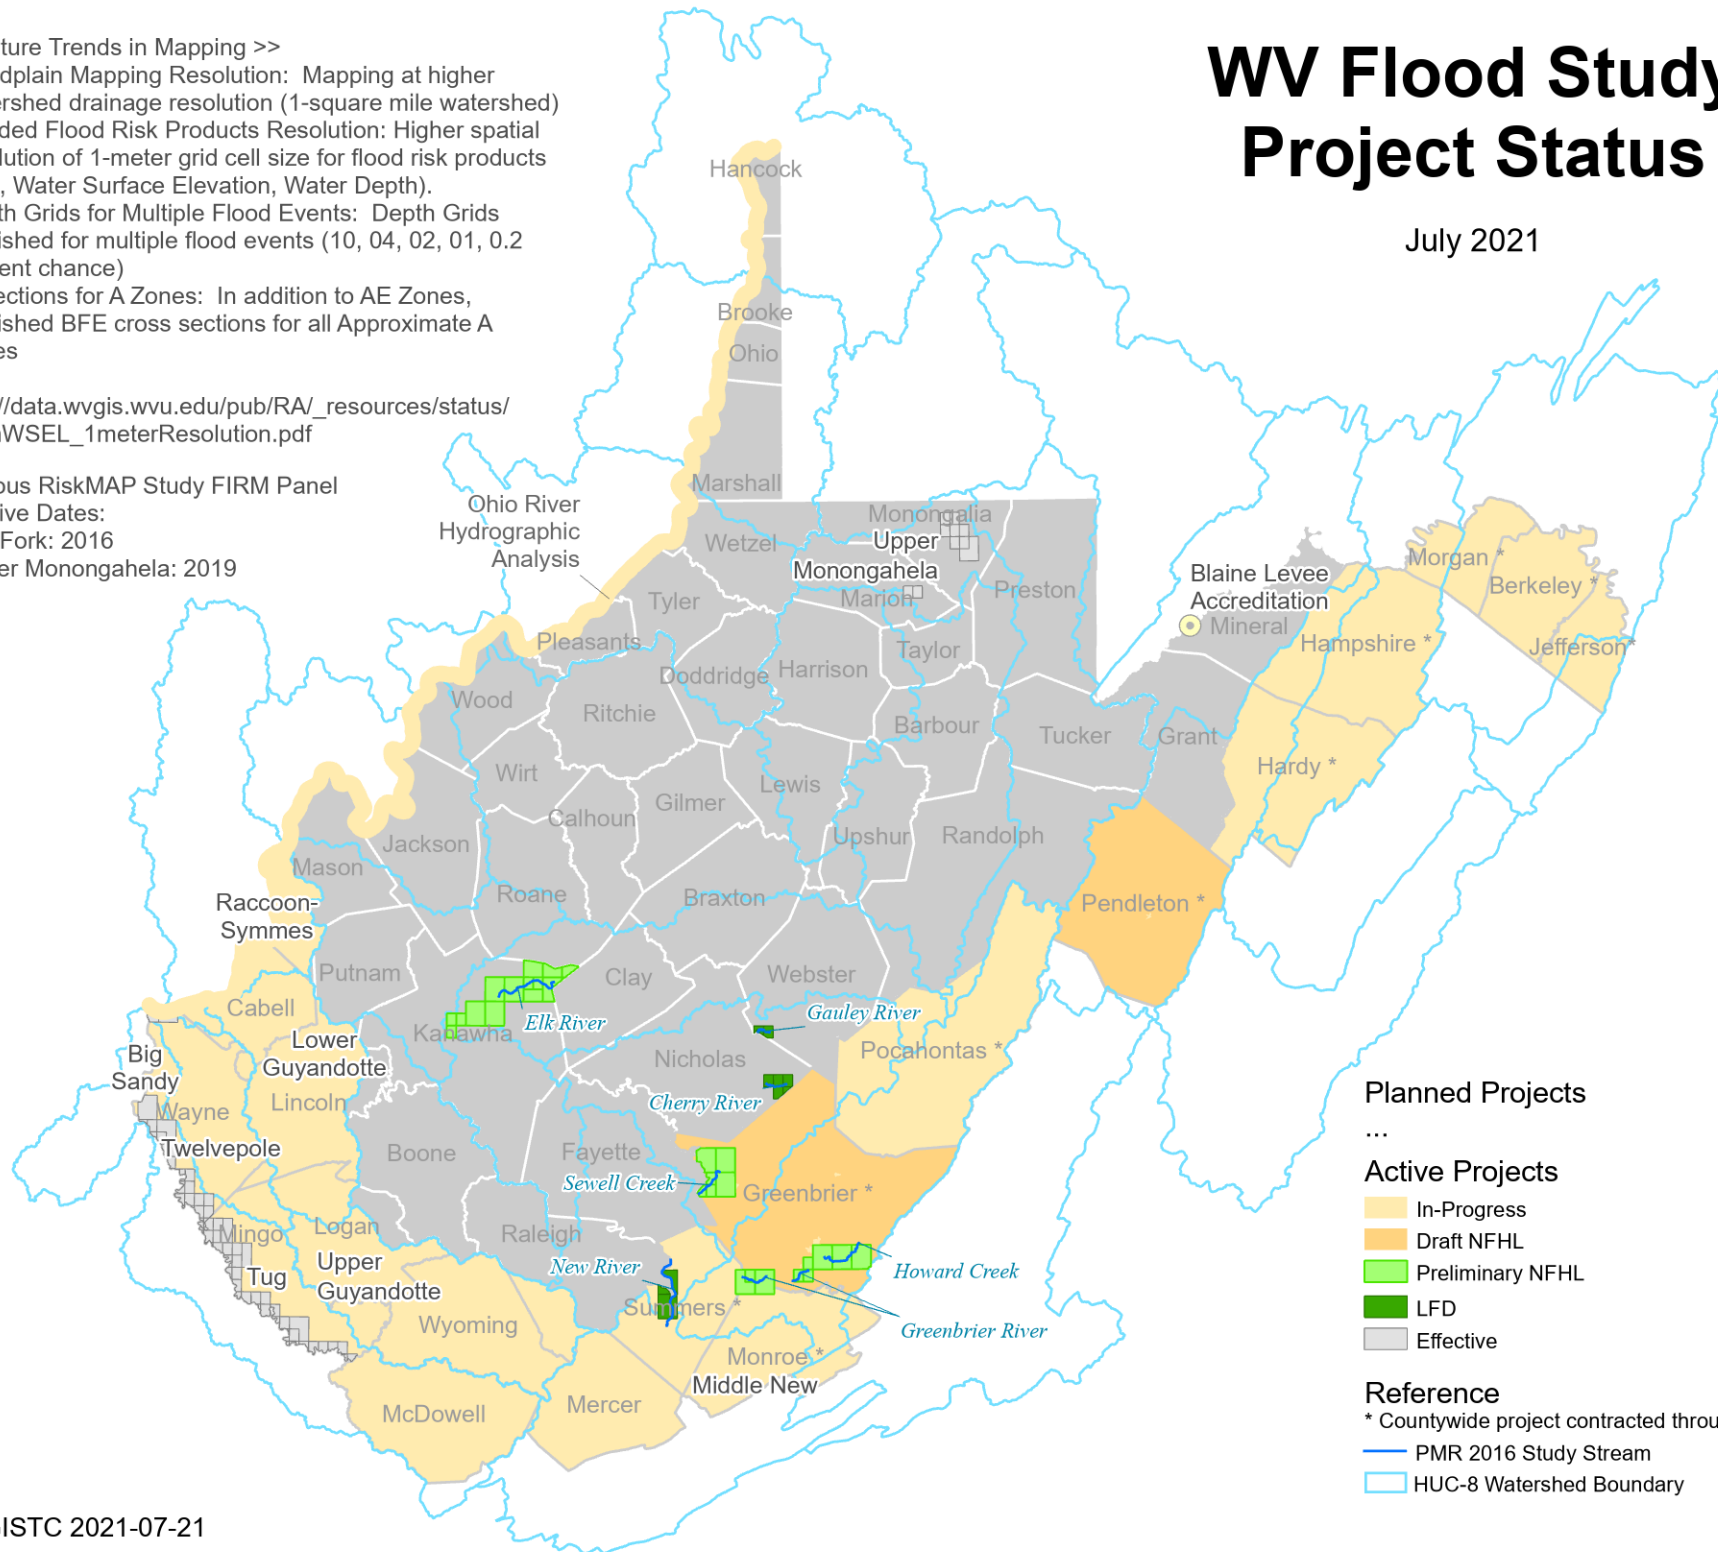 ture Trends in Mapping >>
dplain Mapping Resolution: Mapping at higher
ershed drainage resolution (1-square mile watershed)
ded Flood Risk Products Resolution: Higher spatial
lution of 1-meter grid cell size for flood risk products
, Water Surface Elevation, Water Depth).
th Grids for Multiple Flood Events: Depth Grids
ished for multiple flood events (10, 04, 02, 01, 0.2
ent chance)
ections for A Zones: In addition to AE Zones,
ished BFE cross sections for all Approximate A
es
//data.wvgis.wvu.edu/pub/RA/_resources/status/
WSEL_1meterResolution.pdf
ous RiskMAP Study FIRM Panel
ive Dates:
Fork: 2016
er Monongahela: 2019
WV Flood Study
Project Status
July 2021
Hancock
Brooke
Ohio
Marshall
Ohio River
Hydrographic
Analysis
Wetzel
Monongalia
Upper
Monongahela
Marion
Preston
Tyler
Pleasants
Doddridge
Harrison
Taylor
Blaine Levee
Accreditation
Mineral
Hampshire *
Morgan *
Berkeley *
Jefferson*
Wood
Ritchie
Barbour
Tucker
Grant
Hardy *
Wirt
Calhoun
Gilmer
Lewis
Upshur
Randolph
Jackson
Mason
Roane
Braxton
Pendleton *
Raccoon-
Symmes
Putnam
Clay
Webster
Cabell
Kanawha
Elk River
Gauley River
Lower
Guyandotte
Nicholas
Pocahontas *
Big
Sandy
Wayne
Lincoln
Cherry River
Twelvepole
Boone
Fayette
Sewell Creek
Greenbrier *
Mingo
Logan
Raleigh
Tug
Upper
Guyandotte
New River
Howard Creek
Summers *
Greenbrier River
Wyoming
Monroe *
Middle New
McDowell
Mercer
Planned Projects
...
Active Projects
In-Progress
Draft NFHL
Preliminary NFHL
LFD
Effective
Reference
* Countywide project contracted throu
PMR 2016 Study Stream
HUC-8 Watershed Boundary
ISTC 2021-07-21